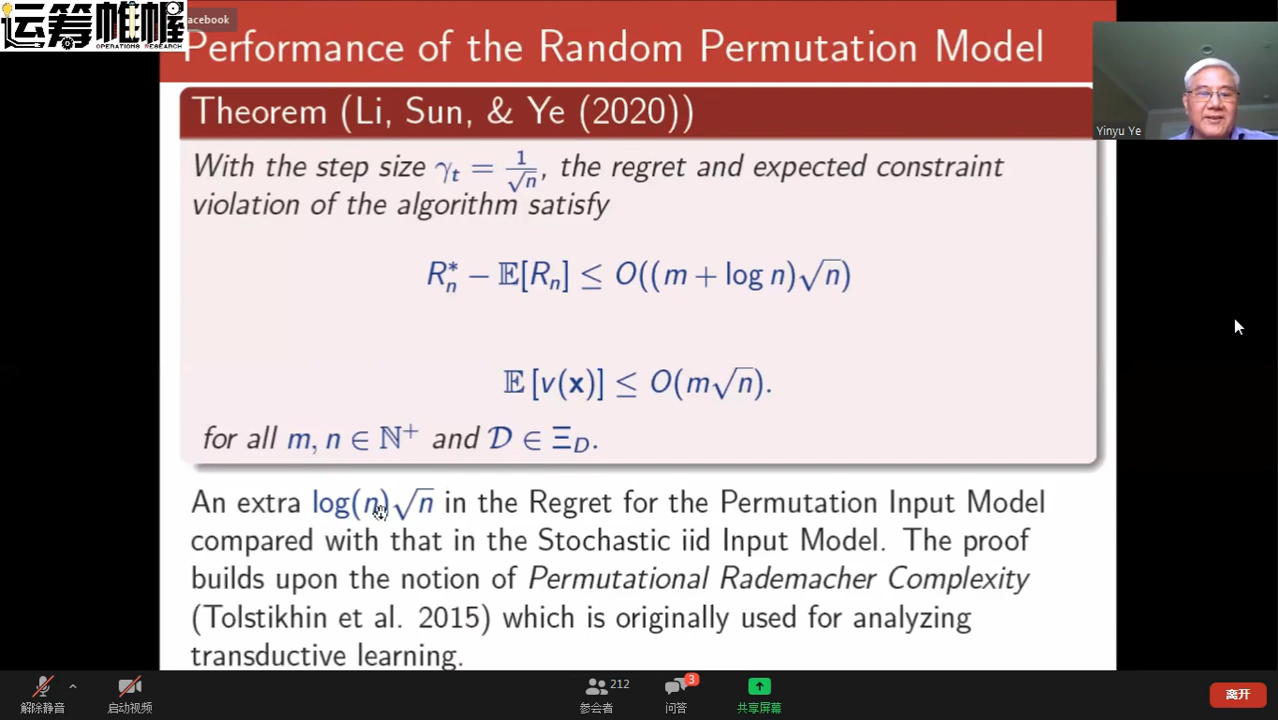 运筹帷幄
OPERATIONS RESEARCH
acebook
Performance of the Random Permutation Model
Yinyu Ye
Theorem (Li, Sun, & Ye (2020))
With the step size γₜ = 1/√n, the regret and expected constraint
violation of the algorithm satisfy
R*ₙ − 𝔼[Rₙ] ≤ O((m + log n)√n)
𝔼 [v(𝐱)] ≤ O(m√n).
for all m, n ∈ ℕ⁺ and 𝒟 ∈ Ξ_D.
An extra log(n)√n in the Regret for the Permutation Input Model
compared with that in the Stochastic iid Input Model. The proof
builds upon the notion of Permutational Rademacher Complexity
(Tolstikhin et al. 2015) which is originally used for analyzing
transductive learning.
212
3
解除静音
启动视频
参会者
问答
共享屏幕
离开